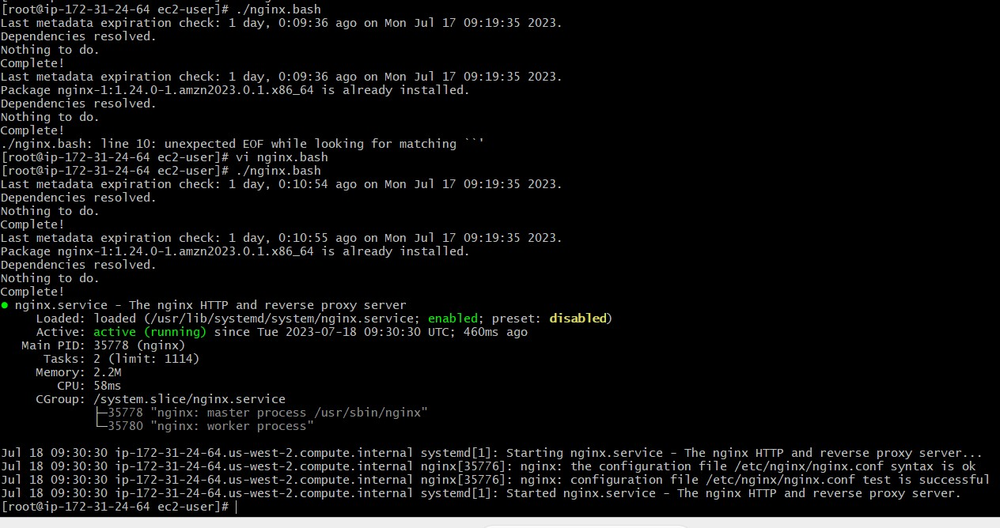 [root@ip-172-31-24-64 ec2-user]# ./nginx.bash
Last metadata expiration check: 1 day, 0:09:36 ago on Mon Jul 17 09:19:35 2023.
Dependencies resolved.
Nothing to do.
Complete!
Last metadata expiration check: 1 day, 0:09:36 ago on Mon Jul 17 09:19:35 2023.
Package nginx-1:1.24.0-1.amzn2023.0.1.x86_64 is already installed.
Dependencies resolved.
Nothing to do.
Complete!
./nginx.bash: line 10: unexpected EOF while looking for matching ``'
[root@ip-172-31-24-64 ec2-user]# vi nginx.bash
[root@ip-172-31-24-64 ec2-user]# ./nginx.bash
Last metadata expiration check: 1 day, 0:10:54 ago on Mon Jul 17 09:19:35 2023.
Dependencies resolved.
Nothing to do.
Complete!
Last metadata expiration check: 1 day, 0:10:55 ago on Mon Jul 17 09:19:35 2023.
Package nginx-1:1.24.0-1.amzn2023.0.1.x86_64 is already installed.
Dependencies resolved.
Nothing to do.
Complete!
● nginx.service - The nginx HTTP and reverse proxy server
     Loaded: loaded (/usr/lib/systemd/system/nginx.service; enabled; preset: disabled)
     Active: active (running) since Tue 2023-07-18 09:30:30 UTC; 460ms ago
   Main PID: 35778 (nginx)
      Tasks: 2 (limit: 1114)
     Memory: 2.2M
        CPU: 58ms
     CGroup: /system.slice/nginx.service
             ├─35778 "nginx: master process /usr/sbin/nginx"
             └─35780 "nginx: worker process"
Jul 18 09:30:30 ip-172-31-24-64.us-west-2.compute.internal systemd[1]: Starting nginx.service - The nginx HTTP and reverse proxy server...
Jul 18 09:30:30 ip-172-31-24-64.us-west-2.compute.internal nginx[35776]: nginx: the configuration file /etc/nginx/nginx.conf syntax is ok
Jul 18 09:30:30 ip-172-31-24-64.us-west-2.compute.internal nginx[35776]: nginx: configuration file /etc/nginx/nginx.conf test is successful
Jul 18 09:30:30 ip-172-31-24-64.us-west-2.compute.internal systemd[1]: Started nginx.service - The nginx HTTP and reverse proxy server.
[root@ip-172-31-24-64 ec2-user]#